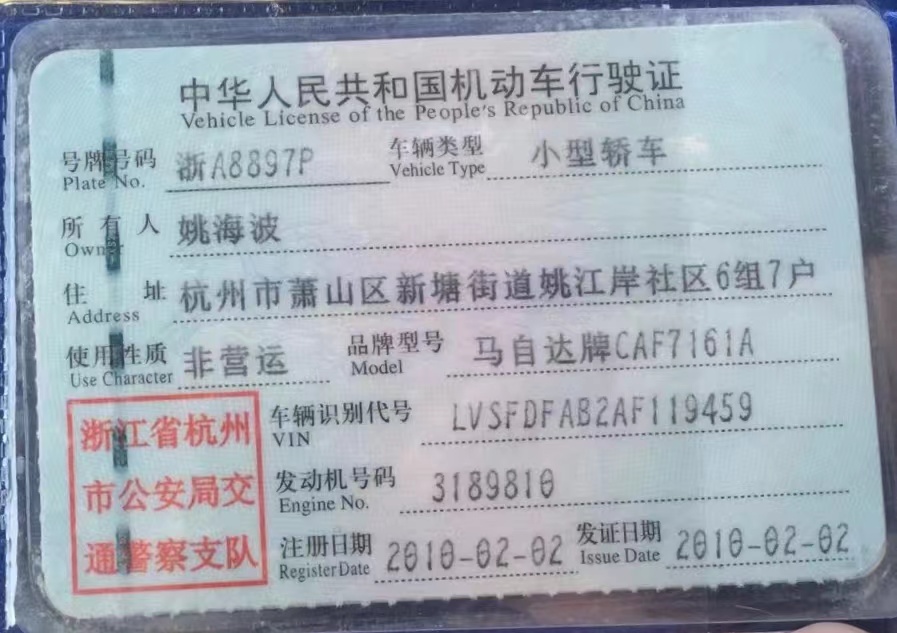 中华人民共和国机动车行驶证
Vehicle License of the People's Republic of China
号牌号码 浙A8897P 车辆类型 小型轿车
Plate No. Vehicle Type
所有人 姚海波
Owner
住址 杭州市萧山区新塘街道姚江岸社区6组7户
Address
使用性质 非营运 品牌型号 马自达牌CAF7161A
Use Character Model
浙江省杭州
市公安局交
通警察支队
车辆识别代号 LVSFDFAB2AF119459
VIN
发动机号码 3189810
Engine No.
注册日期 2010-02-02 发证日期 2010-02-02
Register Date Issue Date